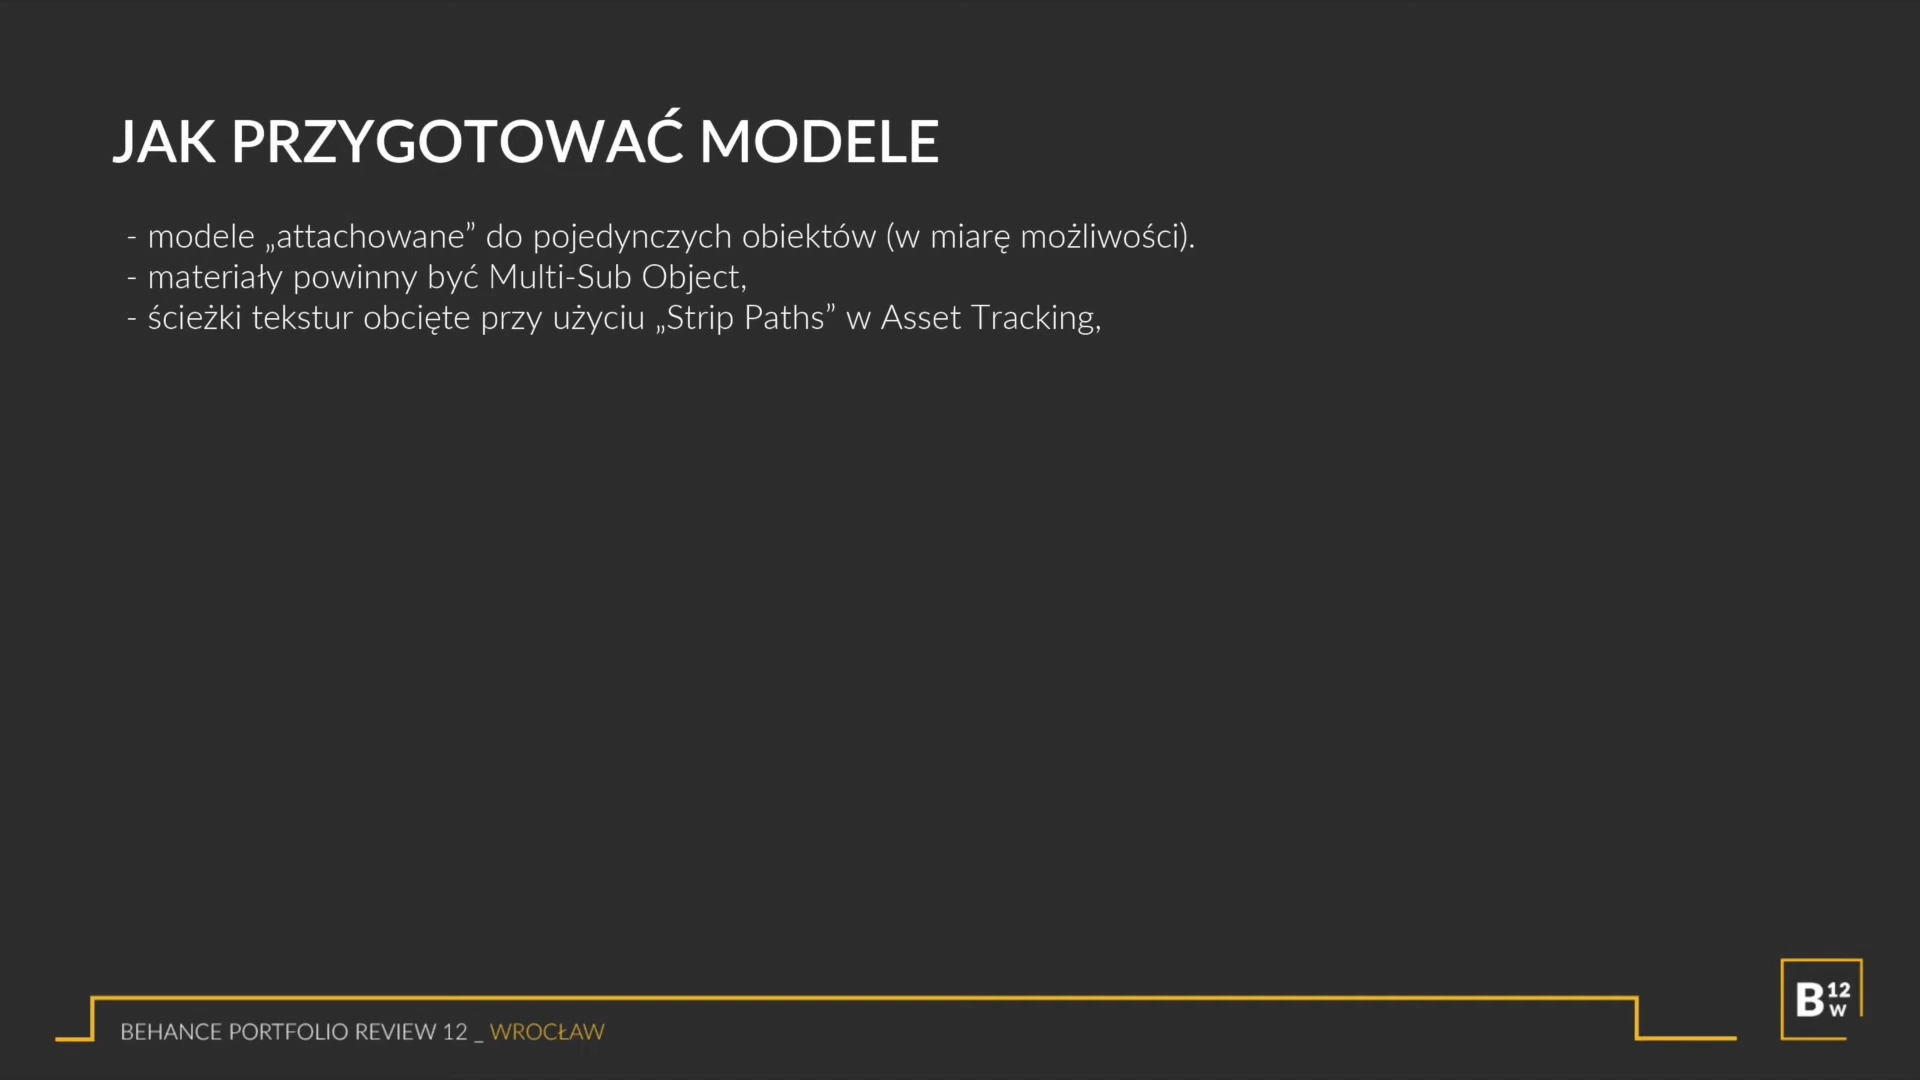 JAK PRZYGOTOWAĆ MODELE
- modele „attachowane” do pojedynczych obiektów (w miarę możliwości).
- materiały powinny być Multi-Sub Object,
- ścieżki tekstur obcięte przy użyciu „Strip Paths” w Asset Tracking,
BEHANCE PORTFOLIO REVIEW 12 _ WROCŁAW
B 12
W